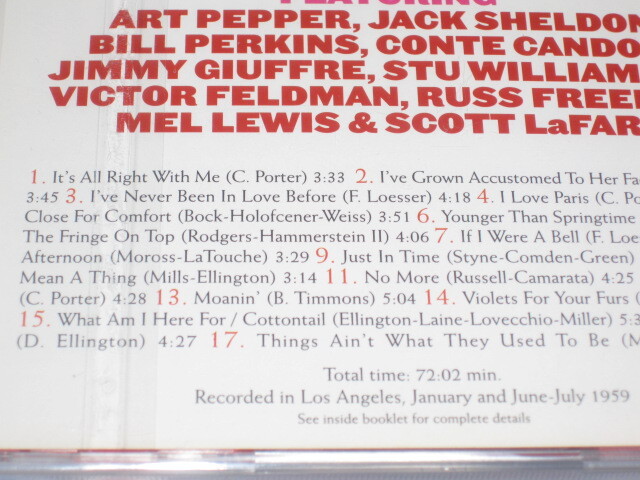 FEATURING
ART PEPPER, JACK SHELDON
BILL PERKINS, CONTE CANDO
JIMMY GIUFFRE, STU WILLIAM
VICTOR FELDMAN, RUSS FREE
MEL LEWIS & SCOTT LaFAR
1. It's All Right With Me (C. Porter) 3:33 2. I've Grown Accustomed To Her Fa
3:45 3. I've Never Been In Love Before (F. Loesser) 4:18 4. I Love Paris (C. Po
Close For Comfort (Bock-Holofcener-Weiss) 3:51 6. Younger Than Springtime
The Fringe On Top (Rodgers-Hammerstein II) 4:06 7. If I Were A Bell (F. Loe
Afternoon (Moross-LaTouche) 3:29 9. Just In Time (Styne-Comden-Green)
Mean A Thing (Mills-Ellington) 3:14 11. No More (Russell-Camarata) 4:25
(C. Porter) 4:28 13. Moanin' (B. Timmons) 5:04 14. Violets For Your Furs (
15. What Am I Here For / Cottontail (Ellington-Laine-Lovecchio-Miller) 5:3
(D. Ellington) 4:27 17. Things Ain't What They Used To Be (M
Total time: 72:02 min.
Recorded in Los Angeles, January and June-July 1959
See inside booklet for complete details